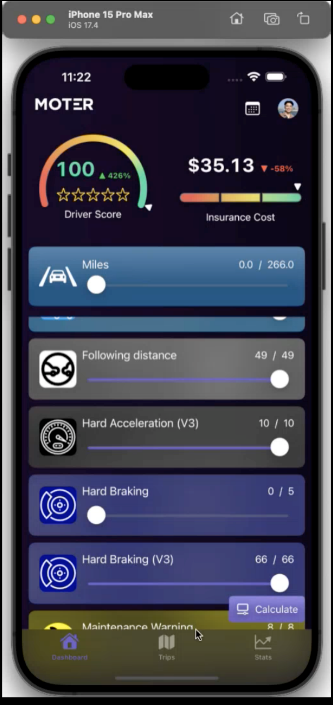 iPhone 15 Pro Max
iOS 17.4
11:22
MOTER
100 ▲ 426%
Driver Score
$35.13 ▼ -58%
Insurance Cost
Miles 0.0 / 266.0
Following distance 49 / 49
Hard Acceleration (V3) 10 / 10
Hard Braking 0 / 5
Hard Braking (V3) 66 / 66
Calculate
Maintenance Warning 8 / 8
Dashboard Trips Stats